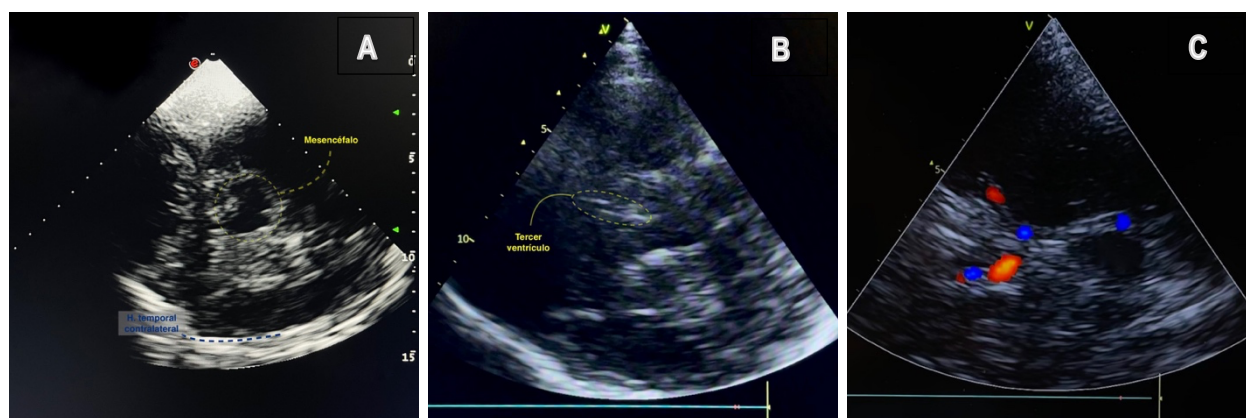 A
Mesencéfalo
5
10
H. temporal
contralateral
15
V
B
5
Tercer
ventrículo
10
V
C
5